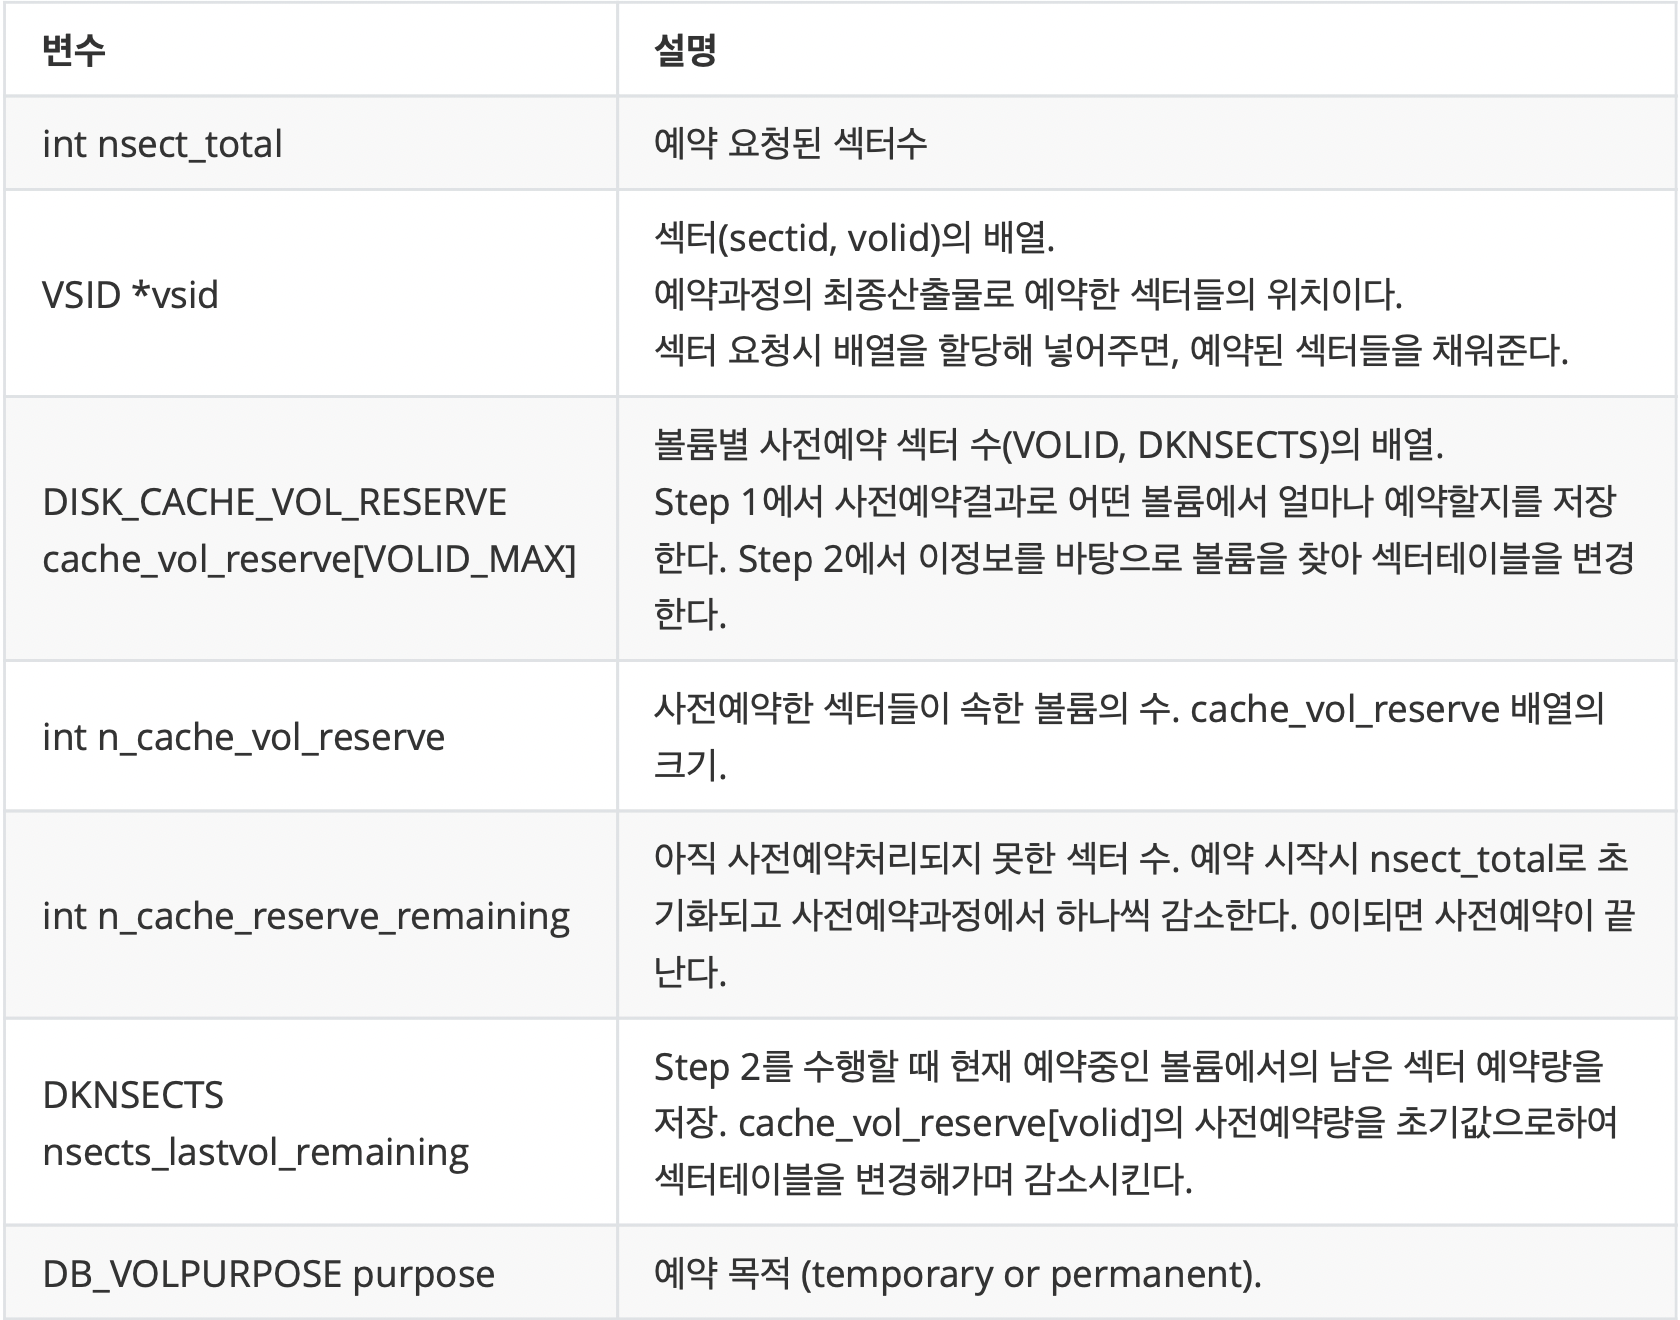 변수
설명
int nsect_total
예약 요청된 섹터수
VSID *vsid
섹터(sectid, volid)의 배열.
예약과정의 최종산출물로 예약한 섹터들의 위치이다.
섹터 요청시 배열을 할당해 넣어주면, 예약된 섹터들을 채워준다.
DISK_CACHE_VOL_RESERVE
cache_vol_reserve[VOLID_MAX]
볼륨별 사전예약 섹터 수(VOLID, DKNSECTS)의 배열.
Step 1에서 사전예약결과로 어떤 볼륨에서 얼마나 예약할지를 저장
한다. Step 2에서 이정보를 바탕으로 볼륨을 찾아 섹터테이블을 변경
한다.
int n_cache_vol_reserve
사전예약한 섹터들이 속한 볼륨의 수. cache_vol_reserve 배열의
크기.
int n_cache_reserve_remaining
아직 사전예약처리되지 못한 섹터 수. 예약 시작시 nsect_total로 초
기화되고 사전예약과정에서 하나씩 감소한다. 0이되면 사전예약이 끝
난다.
DKNSECTS
nsects_lastvol_remaining
Step 2를 수행할 때 현재 예약중인 볼륨에서의 남은 섹터 예약량을
저장. cache_vol_reserve[volid]의 사전예약량을 초기값으로하여
섹터테이블을 변경해가며 감소시킨다.
DB_VOLPURPOSE purpose
예약 목적 (temporary or permanent).